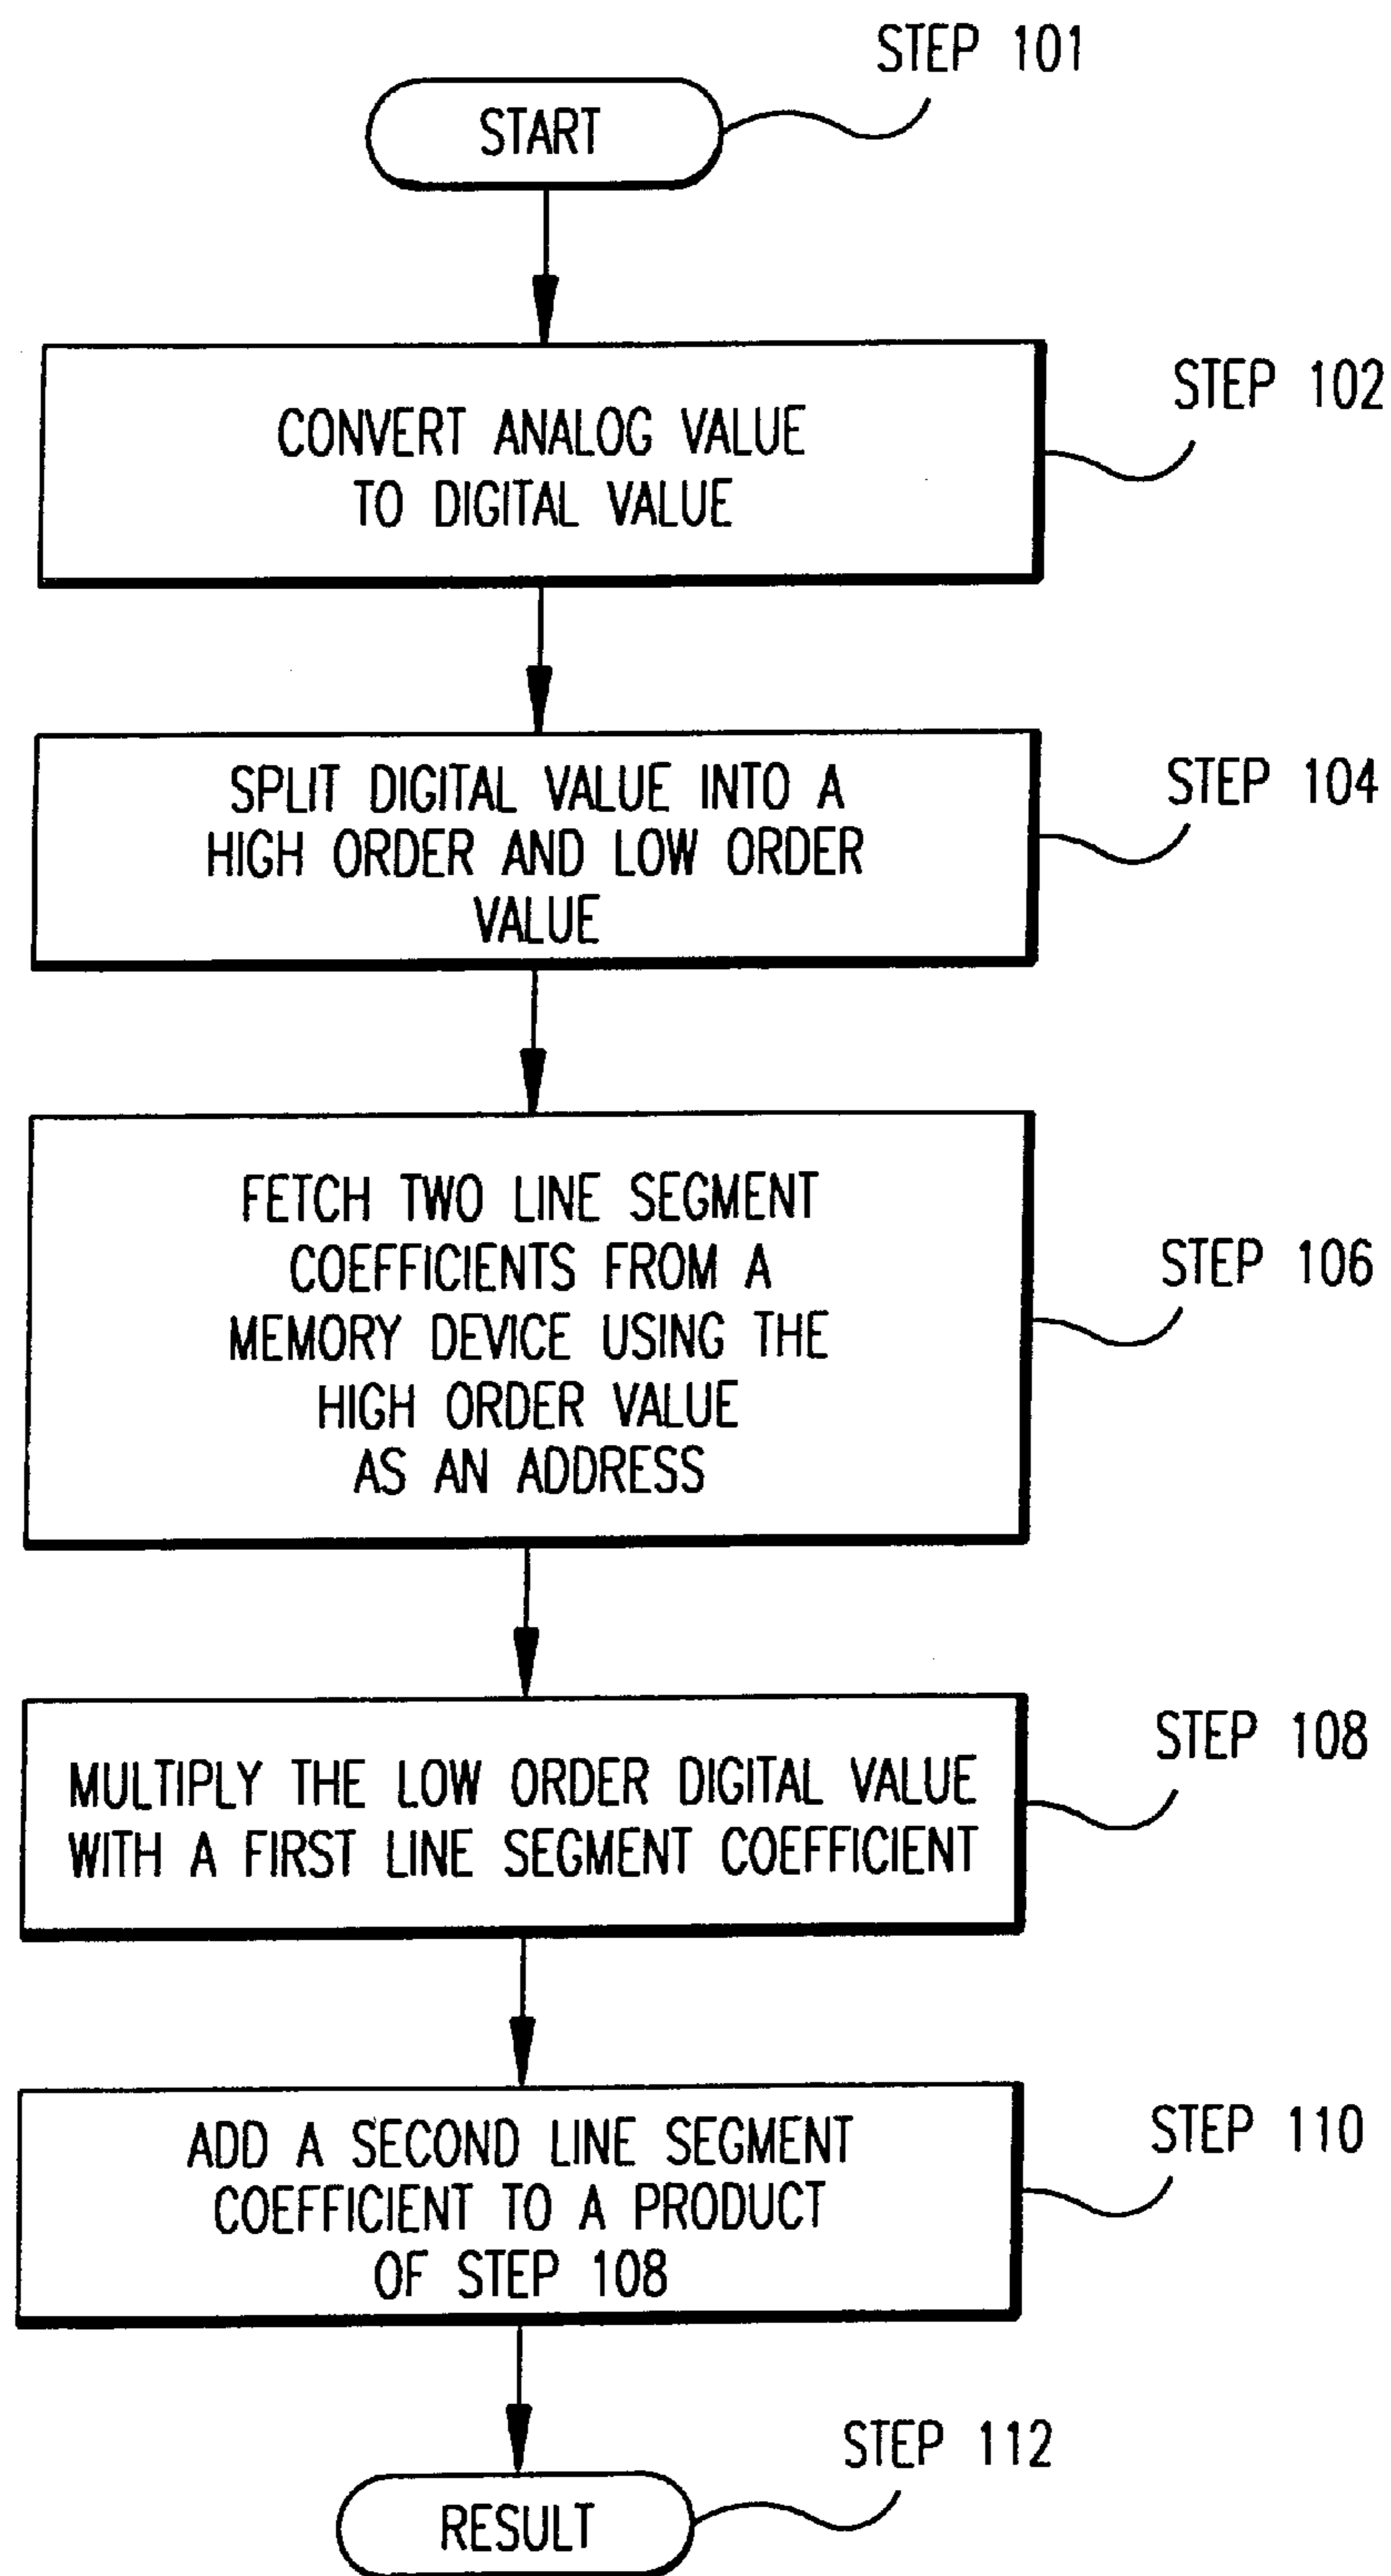 STEP 101
START
STEP 102
CONVERT ANALOG VALUE
TO DIGITAL VALUE
STEP 104
SPLIT DIGITAL VALUE INTO A
HIGH ORDER AND LOW ORDER
VALUE
FETCH TWO LINE SEGMENT
COEFFICIENTS FROM A
STEP 106
MEMORY DEVICE USING THE
HIGH ORDER VALUE
AS AN ADDRESS
STEP 108
MULTIPLY THE LOW ORDER DIGITAL VALUE
WITH A FIRST LINE SEGMENT COEFFICIENT
STEP 110
ADD A SECOND LINE SEGMENT
COEFFICIENT TO A PRODUCT
OF STEP 108
STEP 112
RESULT